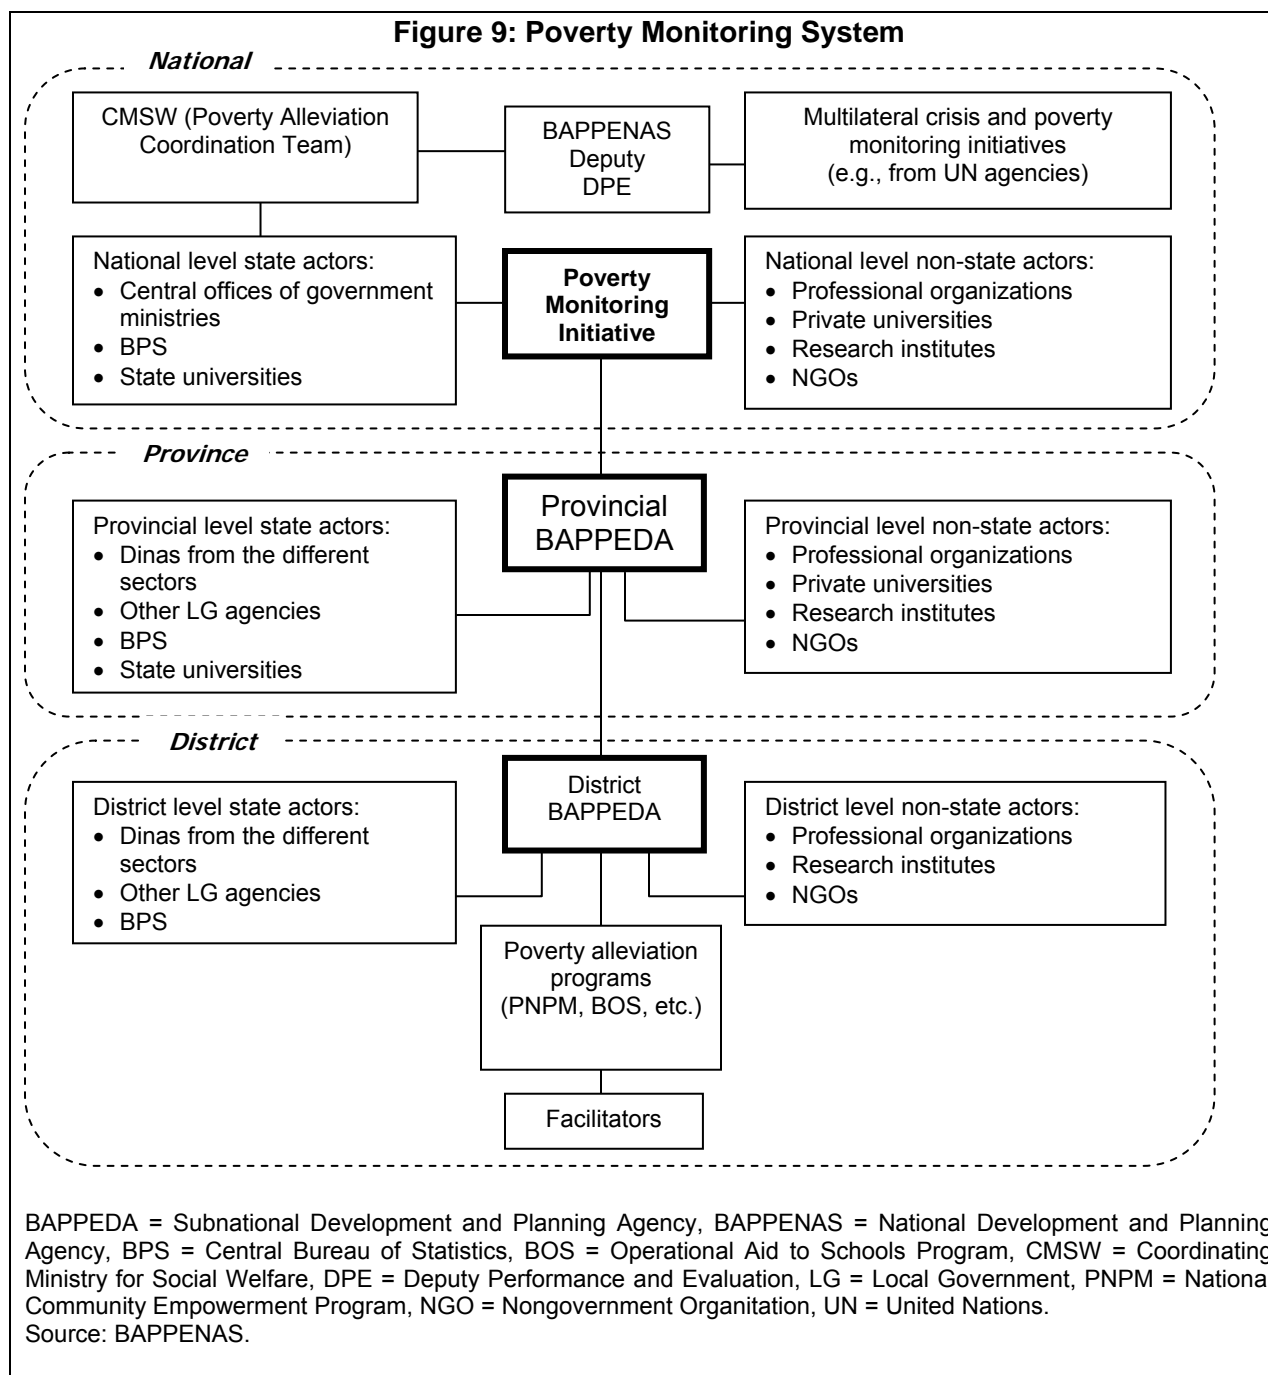 Figure 9: Poverty Monitoring System
National
CMSW (Poverty Alleviation
Coordination Team)
BAPPENAS
Deputy
DPE
Multilateral crisis and poverty
monitoring initiatives
(e.g., from UN agencies)
National level state actors:
• Central offices of government
ministries
• BPS
• State universities
Poverty
Monitoring
Initiative
National level non-state actors:
• Professional organizations
• Private universities
• Research institutes
• NGOs
Province
Provincial level state actors:
• Dinas from the different
sectors
• Other LG agencies
• BPS
• State universities
Provincial
BAPPEDA
Provincial level non-state actors:
• Professional organizations
• Private universities
• Research institutes
• NGOs
District
District level state actors:
• Dinas from the different
sectors
• Other LG agencies
• BPS
District
BAPPEDA
District level non-state actors:
• Professional organizations
• Research institutes
• NGOs
Poverty alleviation
programs
(PNPM, BOS, etc.)
Facilitators
BAPPEDA = Subnational Development and Planning Agency, BAPPENAS = National Development and Planning
Agency, BPS = Central Bureau of Statistics, BOS = Operational Aid to Schools Program, CMSW = Coordinating
Ministry for Social Welfare, DPE = Deputy Performance and Evaluation, LG = Local Government, PNPM = Nationa
Community Empowerment Program, NGO = Nongovernment Organitation, UN = United Nations.
Source: BAPPENAS.